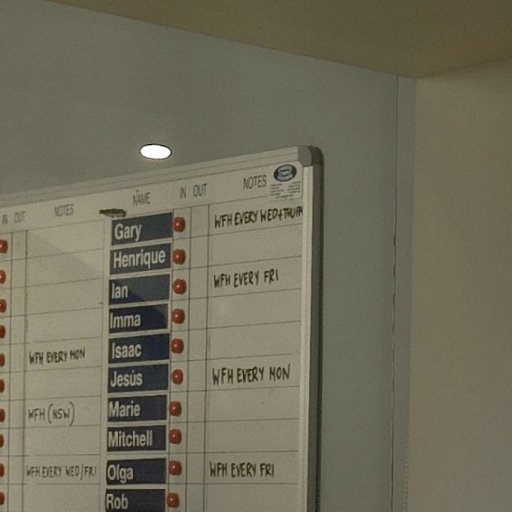 IN OUT NOTES NAME IN OUT NOTES
Gary WFH EVERY WED+THUR
Henrique
Ian WFH EVERY FRI
Imma
WFH EVERY MON Isaac
Jesús WFH EVERY MON
WFH (NSW) Marie
Mitchell
WFH EVERY WED/FRI Olga WFH EVERY FRI
Rob